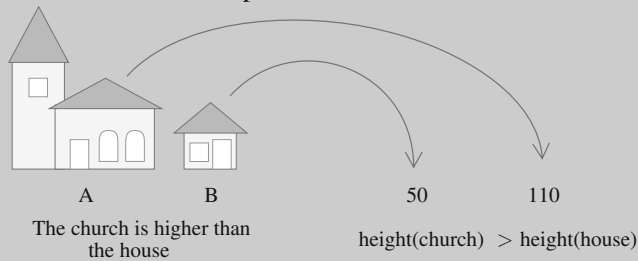 A B 50 110
The church is higher than
the house
height(church) > height(house)